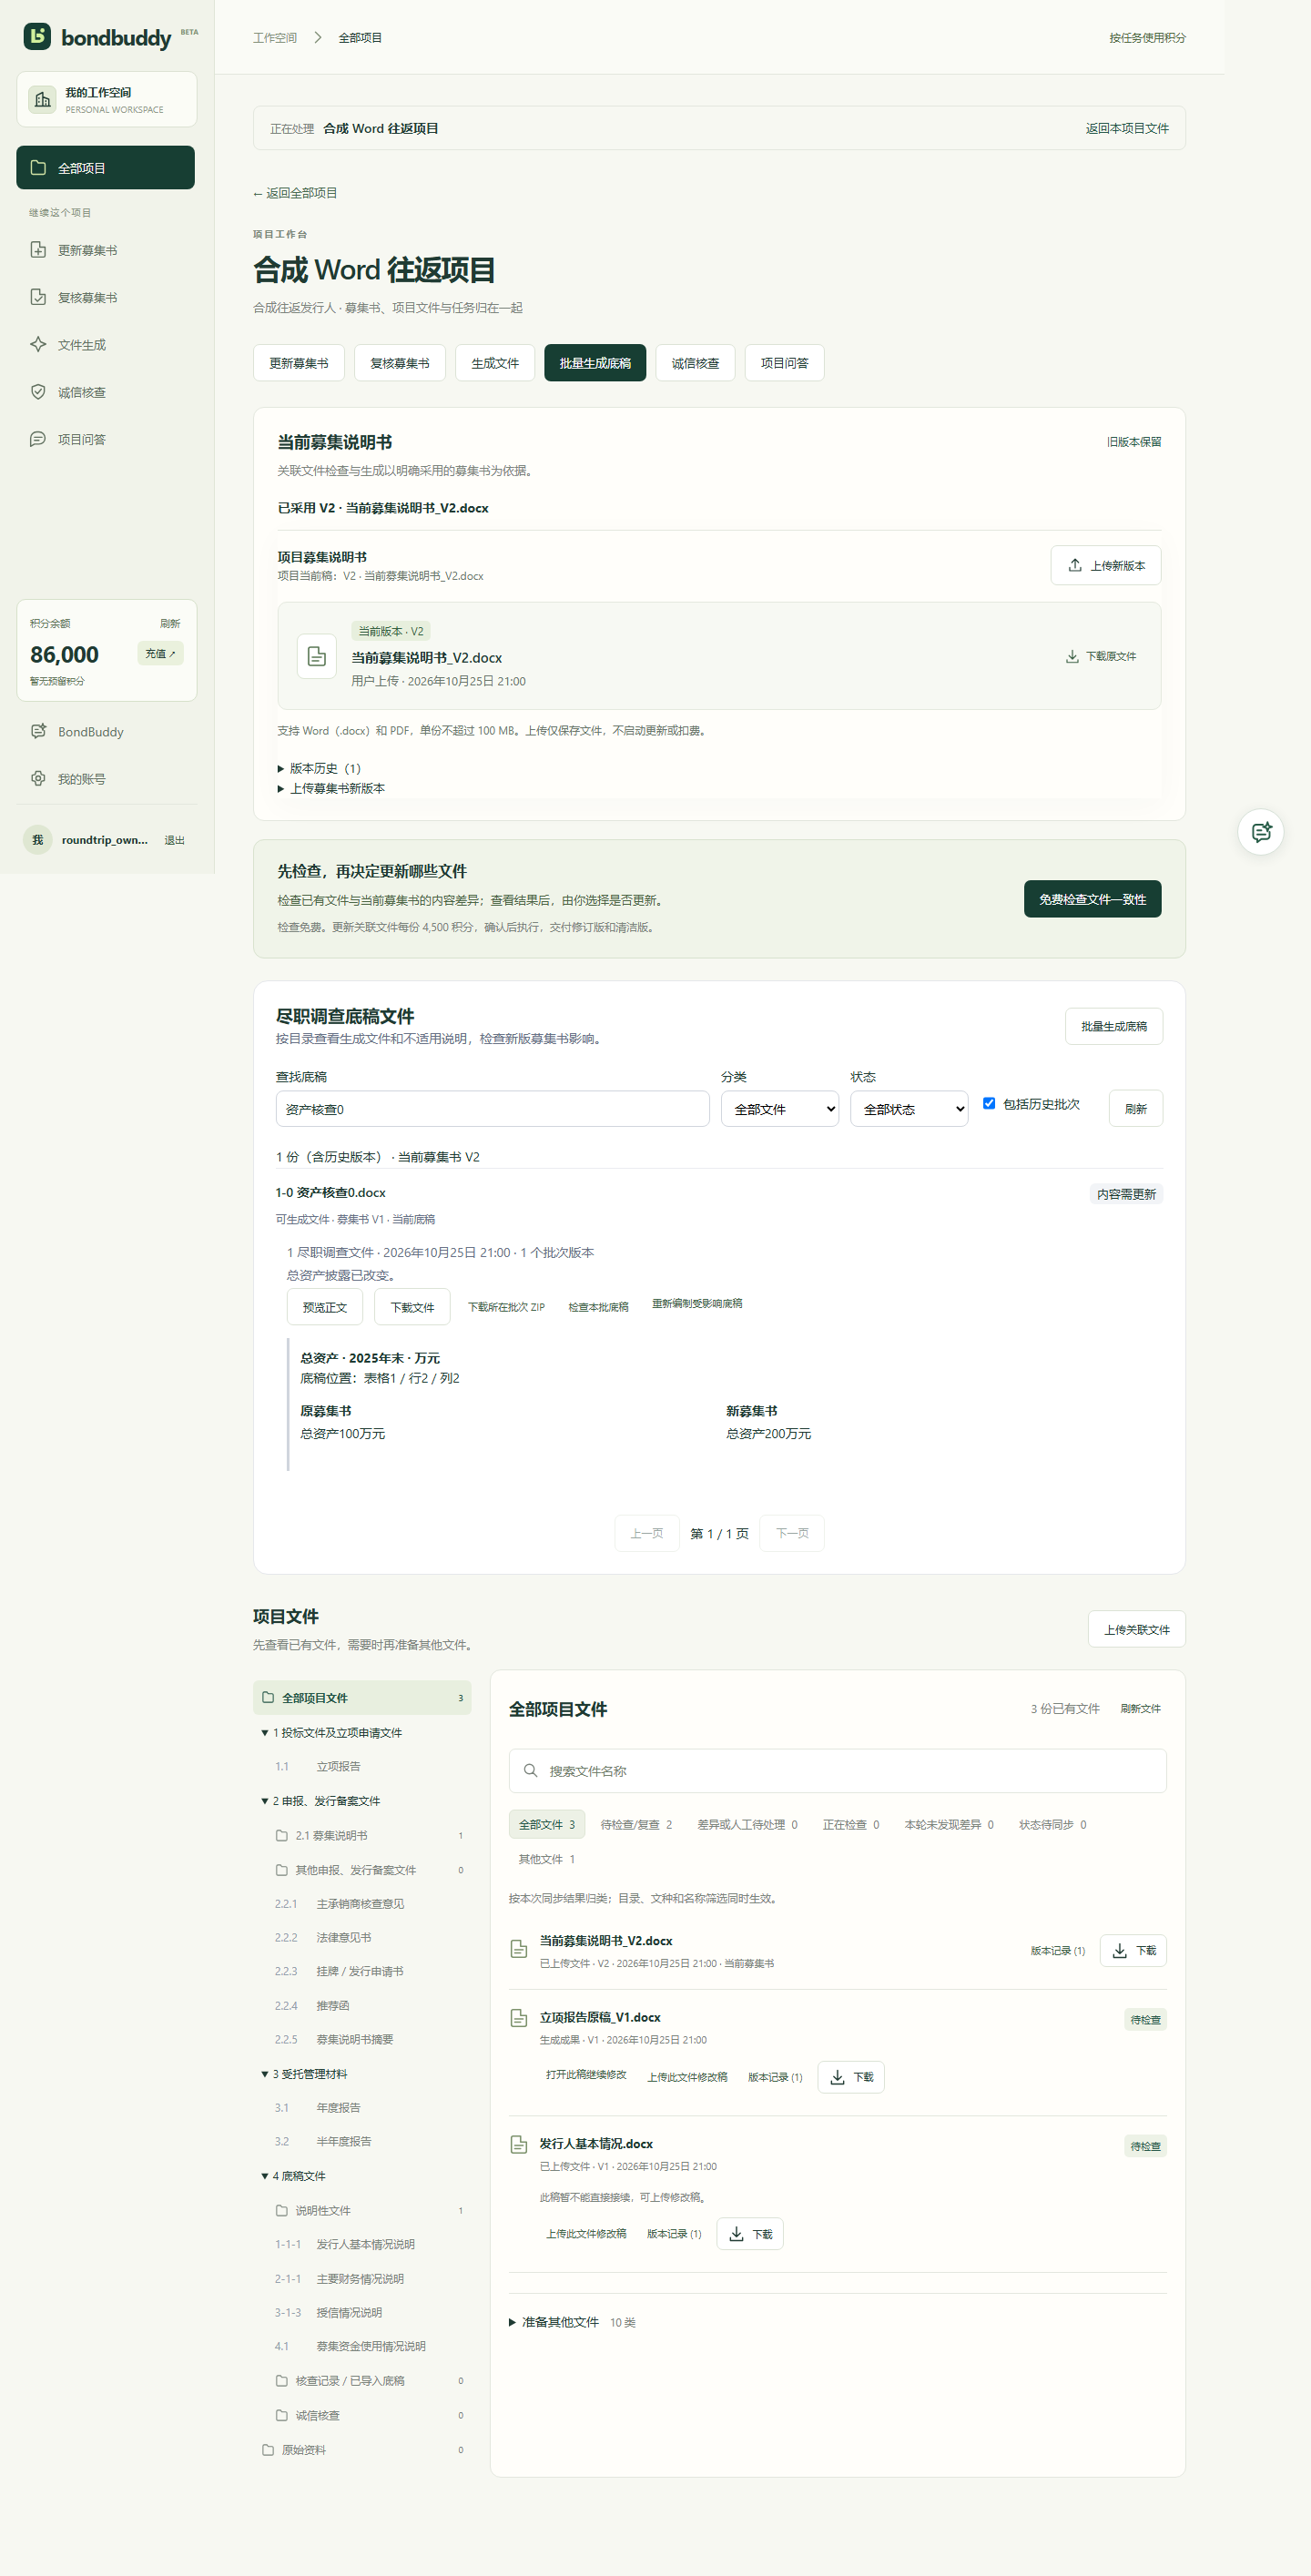 bondbuddy BETA
我的工作空间
PERSONAL WORKSPACE
全部项目
继续这个项目
更新募集书
复核募集书
文件生成
诚信核查
项目问答
积分余额 刷新
86,000 充值 ↗
暂无预留积分
BondBuddy
我的账号
我 roundtrip_own... 退出
工作空间 全部项目 按任务使用积分
正在处理 合成 Word 往返项目 返回本项目文件
← 返回全部项目
项目工作台
合成 Word 往返项目
合成往返发行人 · 募集书、项目文件与任务归在一起
更新募集书 复核募集书 生成文件 批量生成底稿 诚信核查 项目问答
当前募集说明书 旧版本保留
关联文件检查与生成以明确采用的募集书为依据。
已采用 V2 · 当前募集说明书_V2.docx
项目募集说明书
项目当前稿：V2 · 当前募集说明书_V2.docx
上传新版本
当前版本 · V2
当前募集说明书_V2.docx
用户上传 · 2026年10月25日 21:00
下载原文件
支持 Word（.docx）和 PDF，单份不超过 100 MB。上传仅保存文件，不启动更新或扣费。
▶ 版本历史（1）
▶ 上传募集书新版本
先检查，再决定更新哪些文件
检查已有文件与当前募集书的内容差异；查看结果后，由你选择是否更新。
检查免费。更新关联文件每份 4,500 积分，确认后执行，交付修订版和清洁版。
免费检查文件一致性
尽职调查底稿文件
按目录查看生成文件和不适用说明，检查新版募集书影响。
批量生成底稿
查找底稿 分类 状态
资产核查0 全部文件 全部状态 包括历史批次 刷新
1 份（含历史版本） · 当前募集书 V2
1-0 资产核查0.docx 内容需更新
可生成文件 · 募集书 V1 · 当前底稿
1 尽职调查文件 · 2026年10月25日 21:00 · 1 个批次版本
总资产披露已改变。
预览正文 下载文件 下载所在批次 ZIP 检查本批底稿 重新编制受影响底稿
总资产 · 2025年末 · 万元
底稿位置：表格1 / 行2 / 列2
原募集书 新募集书
总资产100万元 总资产200万元
上一页 第 1 / 1 页 下一页
项目文件
先查看已有文件，需要时再准备其他文件。
上传关联文件
全部项目文件 3
▼ 1 投标文件及立项申请文件
1.1 立项报告
▼ 2 申报、发行备案文件
2.1 募集说明书 1
其他申报、发行备案文件 0
2.2.1 主承销商核查意见
2.2.2 法律意见书
2.2.3 挂牌 / 发行申请书
2.2.4 推荐函
2.2.5 募集说明书摘要
▼ 3 受托管理材料
3.1 年度报告
3.2 半年度报告
▼ 4 底稿文件
说明性文件 1
1-1-1 发行人基本情况说明
2-1-1 主要财务情况说明
3-1-3 授信情况说明
4.1 募集资金使用情况说明
核查记录 / 已导入底稿 0
诚信核查 0
原始资料 0
全部项目文件 3 份已有文件 刷新文件
搜索文件名称
全部文件 3 待检查/复查 2 差异或人工待处理 0 正在检查 0 本轮未发现差异 0 状态待同步 0
其他文件 1
按本次同步结果归类；目录、文种和名称筛选同时生效。
当前募集说明书_V2.docx
已上传文件 · V2 · 2026年10月25日 21:00 · 当前募集书
版本记录 (1) 下载
立项报告原稿_V1.docx 待检查
生成成果 · V1 · 2026年10月25日 21:00
打开此稿继续修改 上传此文件修改稿 版本记录 (1) 下载
发行人基本情况.docx 待检查
已上传文件 · V1 · 2026年10月25日 21:00
此稿暂不能直接接续，可上传修改稿。
上传此文件修改稿 版本记录 (1) 下载
▶ 准备其他文件 10 类